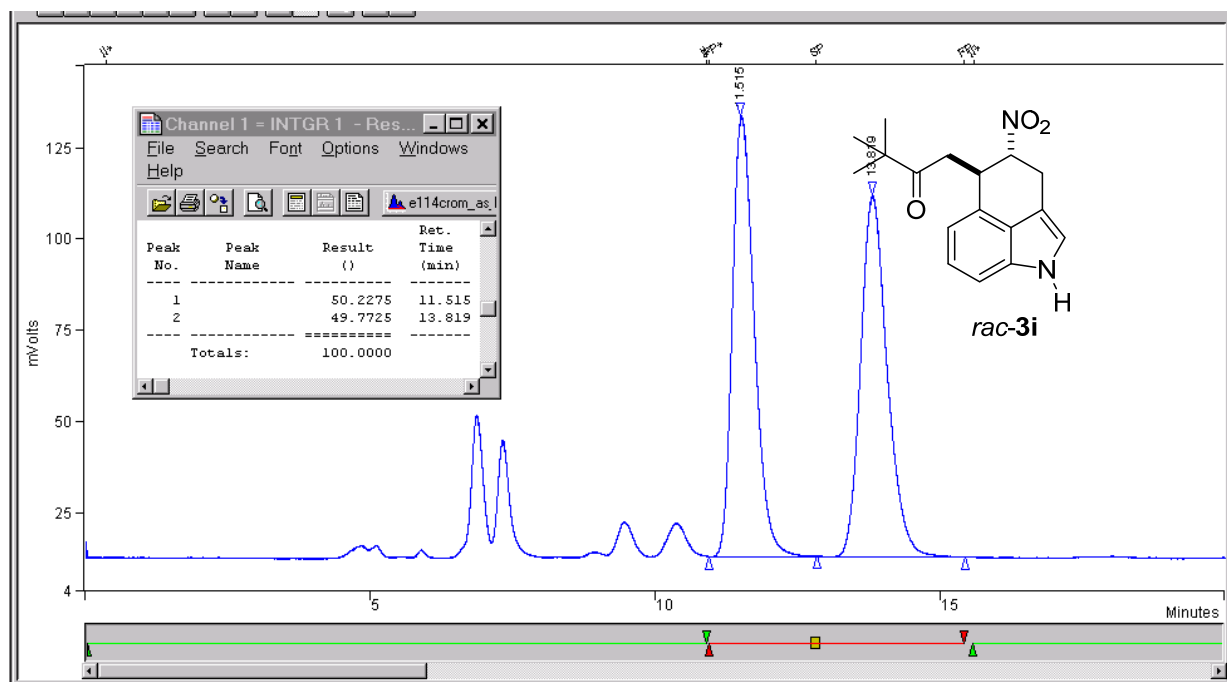 1.515
13.819
Channel 1 = INTGR 1 - Res...
File Search Font Options Windows
Help
e114crom_as_
Ret.
Peak Peak Result Time
No. Name () (min)
---- ------------ ---------- -------
1 50.2275 11.515
2 49.7725 13.819
---- ------------ ========== -------
Totals: 100.0000
NO2
O
N
H
rac-3i
mVolts
125
100
75
50
25
4
5 10 15 Minutes